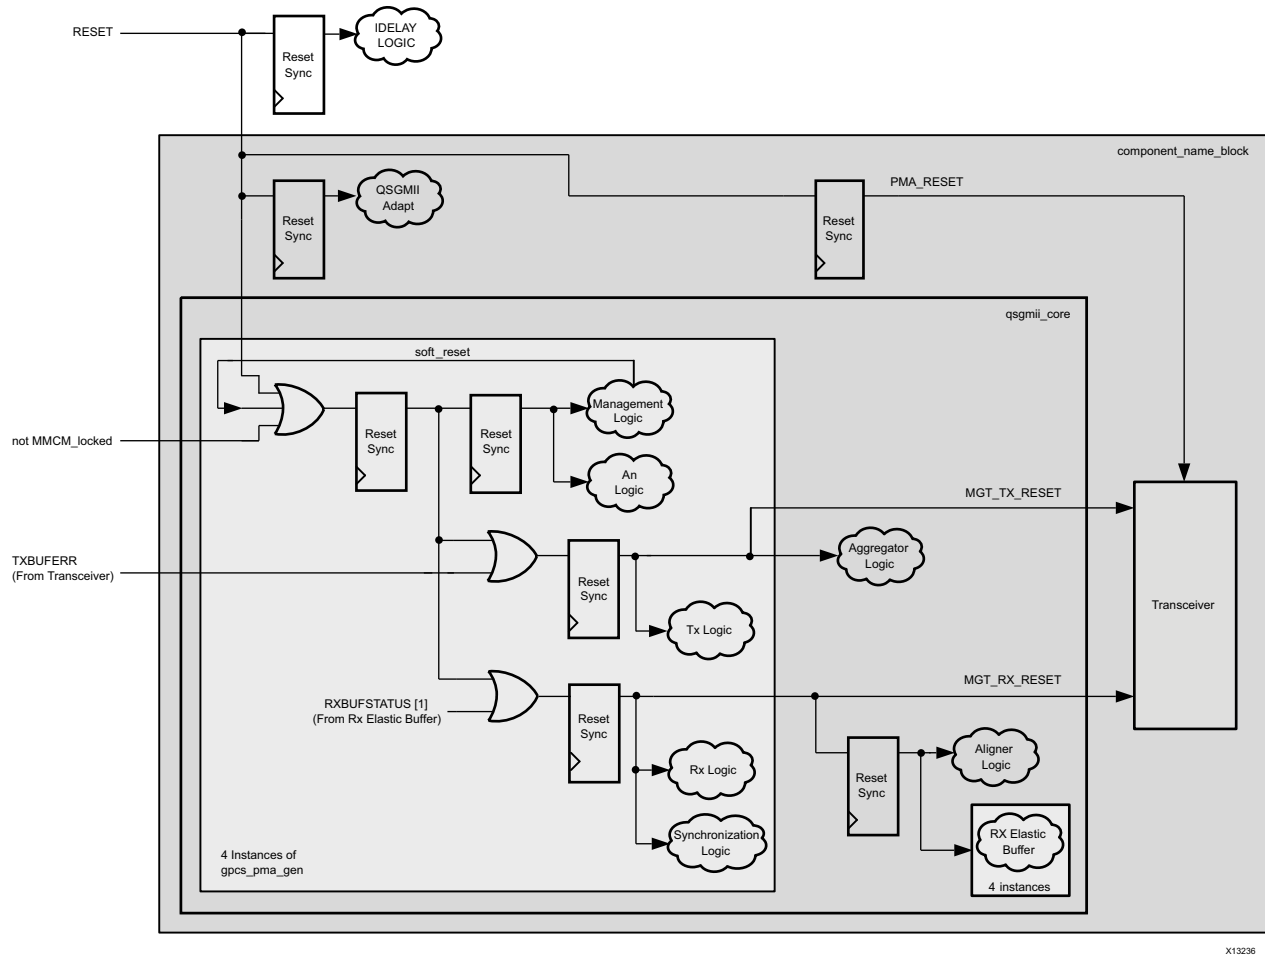 RESET
Reset
Sync
IDELAY
LOGIC
component_name_block
Reset
Sync
QSGMII
Adapt
Reset
Sync
PMA_RESET
qsgmii_core
soft_reset
not MMCM_locked
Reset
Sync
Reset
Sync
Management
Logic
An
Logic
MGT_TX_RESET
TXBUFERR
(From Transceiver)
Reset
Sync
Aggregator
Logic
Tx Logic
Transceiver
RXBUFSTATUS [1]
(From Rx Elastic Buffer)
Reset
Sync
MGT_RX_RESET
Rx Logic
Synchronization
Logic
Reset
Sync
Aligner
Logic
RX Elastic
Buffer
4 instances
4 Instances of
gpcs_pma_gen
X13236